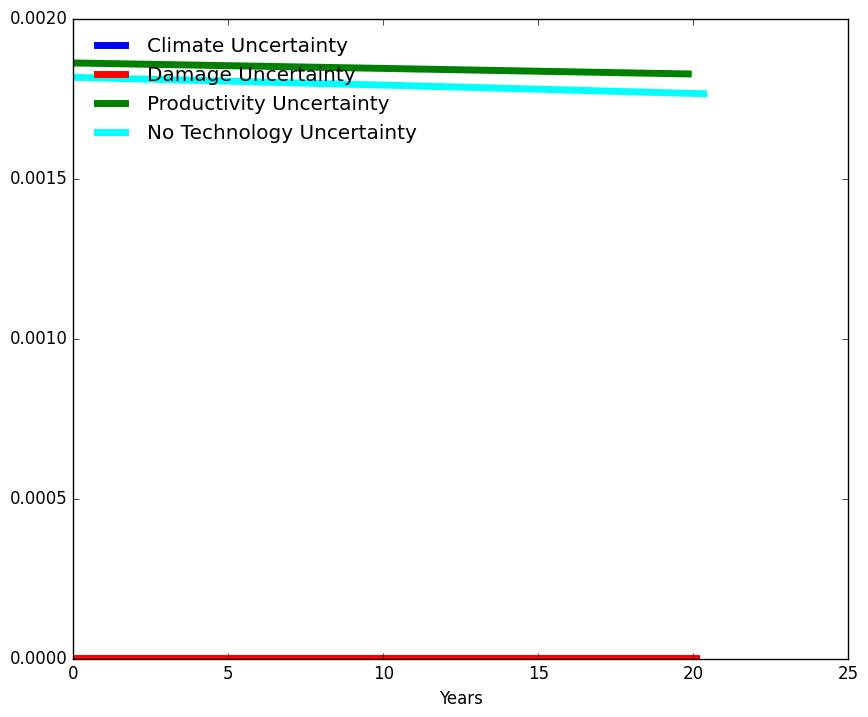 0.0020
Climate Uncertainty
Damage Uncertainty
Productivity Uncertainty
No Technology Uncertainty
0.0015
0.0010
0.0005
0.0000
0 5 10 15 20 25
Years